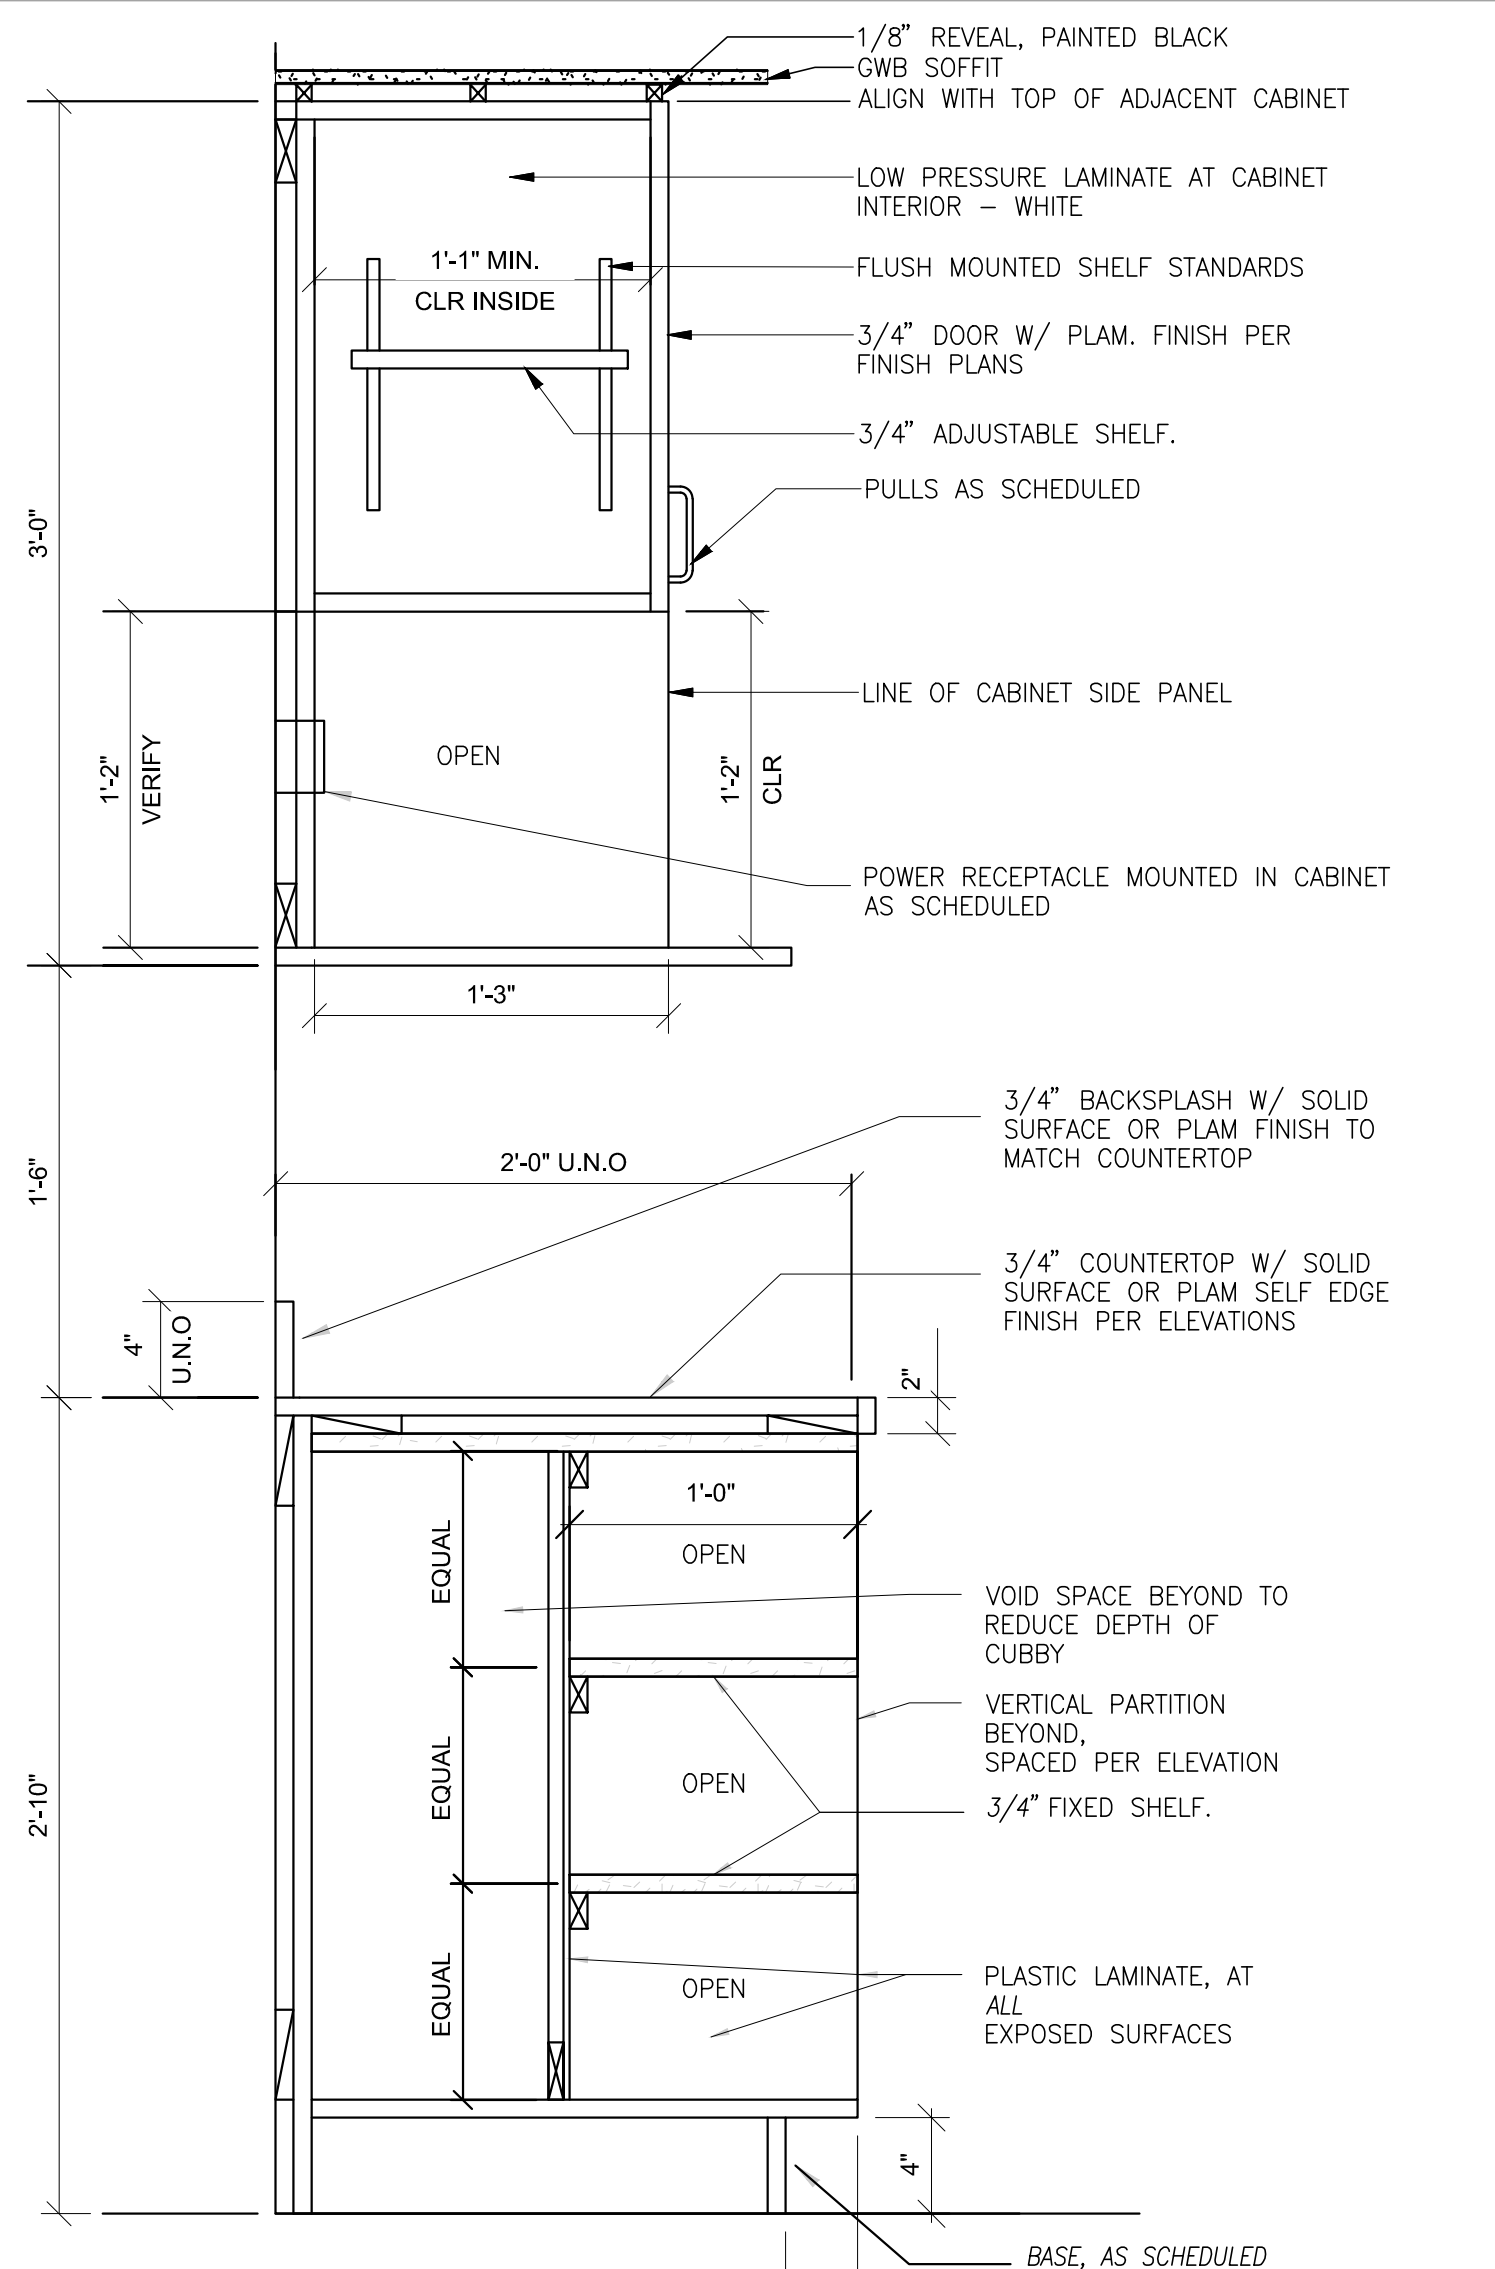 1/8" REVEAL, PAINTED BLACK
GWB SOFFIT
ALIGN WITH TOP OF ADJACENT CABINET
LOW PRESSURE LAMINATE AT CABINET
INTERIOR – WHITE
1'-1" MIN.
CLR INSIDE
FLUSH MOUNTED SHELF STANDARDS
3/4" DOOR W/ PLAM. FINISH PER
FINISH PLANS
3/4" ADJUSTABLE SHELF.
PULLS AS SCHEDULED
3'-0"
LINE OF CABINET SIDE PANEL
1'-2"
VERIFY
OPEN
1'-2"
CLR
POWER RECEPTACLE MOUNTED IN CABINET
AS SCHEDULED
1'-3"
3/4" BACKSPLASH W/ SOLID
SURFACE OR PLAM FINISH TO
MATCH COUNTERTOP
1'-6"
2'-0" U.N.O
3/4" COUNTERTOP W/ SOLID
SURFACE OR PLAM SELF EDGE
FINISH PER ELEVATIONS
4"
U.N.O
2"
1'-0"
OPEN
EQUAL
VOID SPACE BEYOND TO
REDUCE DEPTH OF
CUBBY
VERTICAL PARTITION
BEYOND,
SPACED PER ELEVATION
EQUAL
OPEN
3/4" FIXED SHELF.
2'-10"
EQUAL
OPEN
PLASTIC LAMINATE, AT
ALL
EXPOSED SURFACES
4"
BASE, AS SCHEDULED